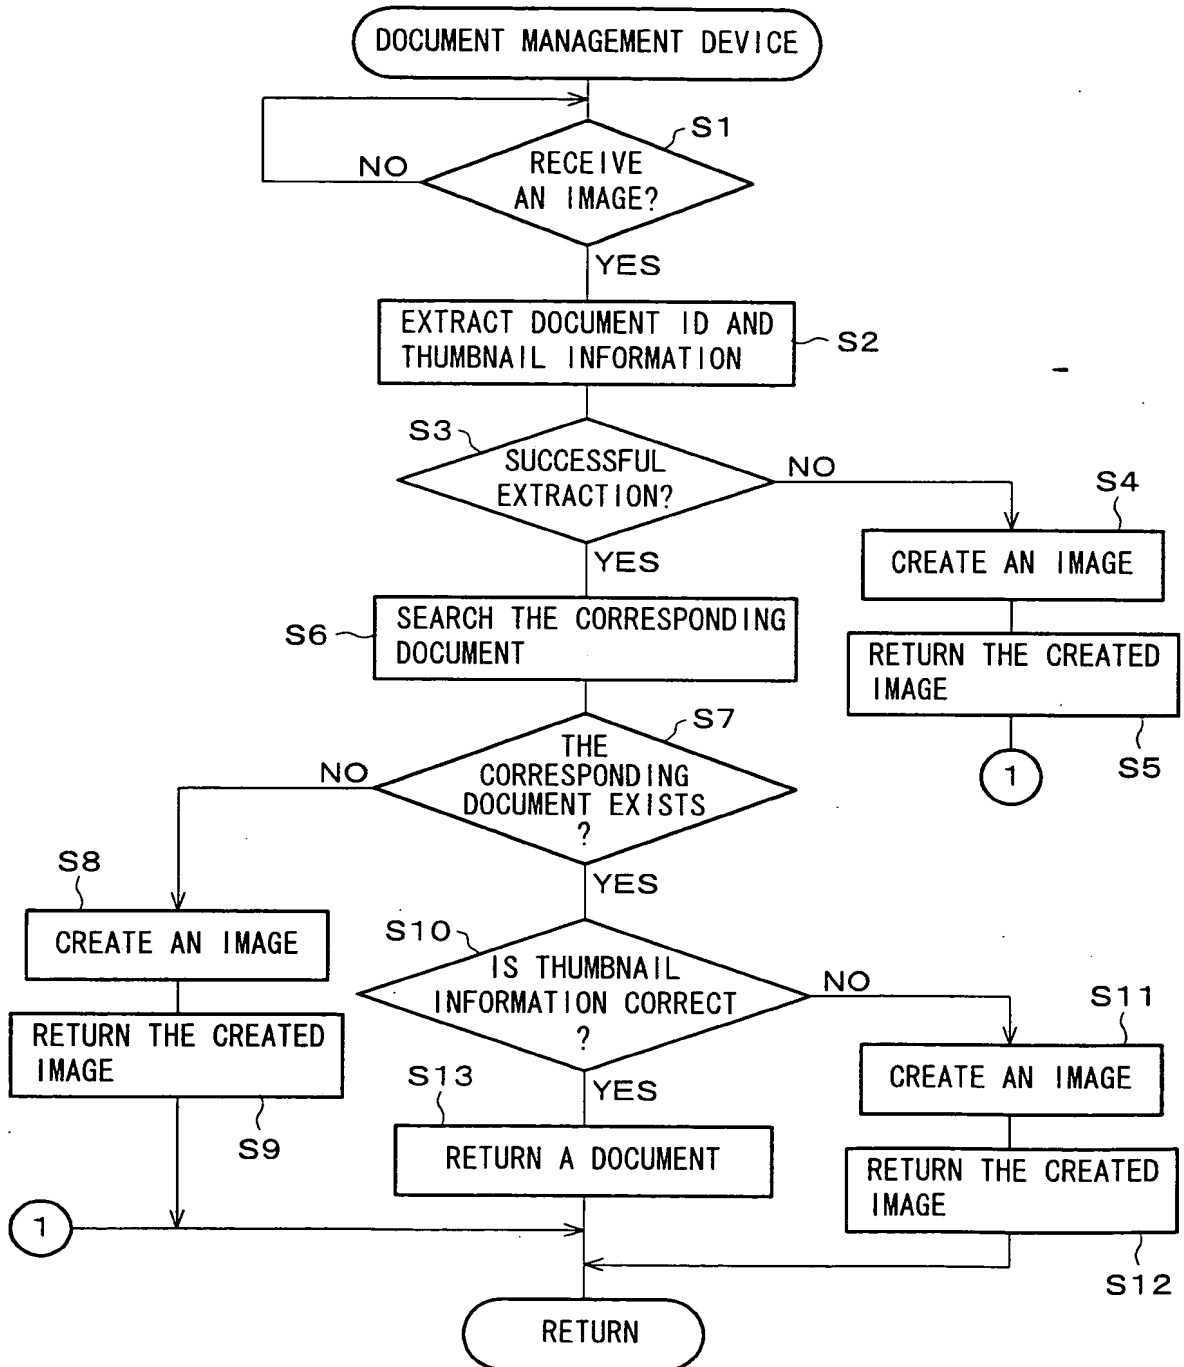 DOCUMENT MANAGEMENT DEVICE
S1
RECEIVE
AN IMAGE?
NO
YES
EXTRACT DOCUMENT ID AND
THUMBNAIL INFORMATION
S2
S3
SUCCESSFUL
EXTRACTION?
NO
YES
S4
CREATE AN IMAGE
RETURN THE CREATED
IMAGE
S5
1
S6
SEARCH THE CORRESPONDING
DOCUMENT
S7
THE
CORRESPONDING
DOCUMENT EXISTS
?
NO
YES
S8
CREATE AN IMAGE
RETURN THE CREATED
IMAGE
S9
S10
IS THUMBNAIL
INFORMATION CORRECT
?
NO
YES
S11
CREATE AN IMAGE
RETURN THE CREATED
IMAGE
S12
S13
RETURN A DOCUMENT
1
RETURN